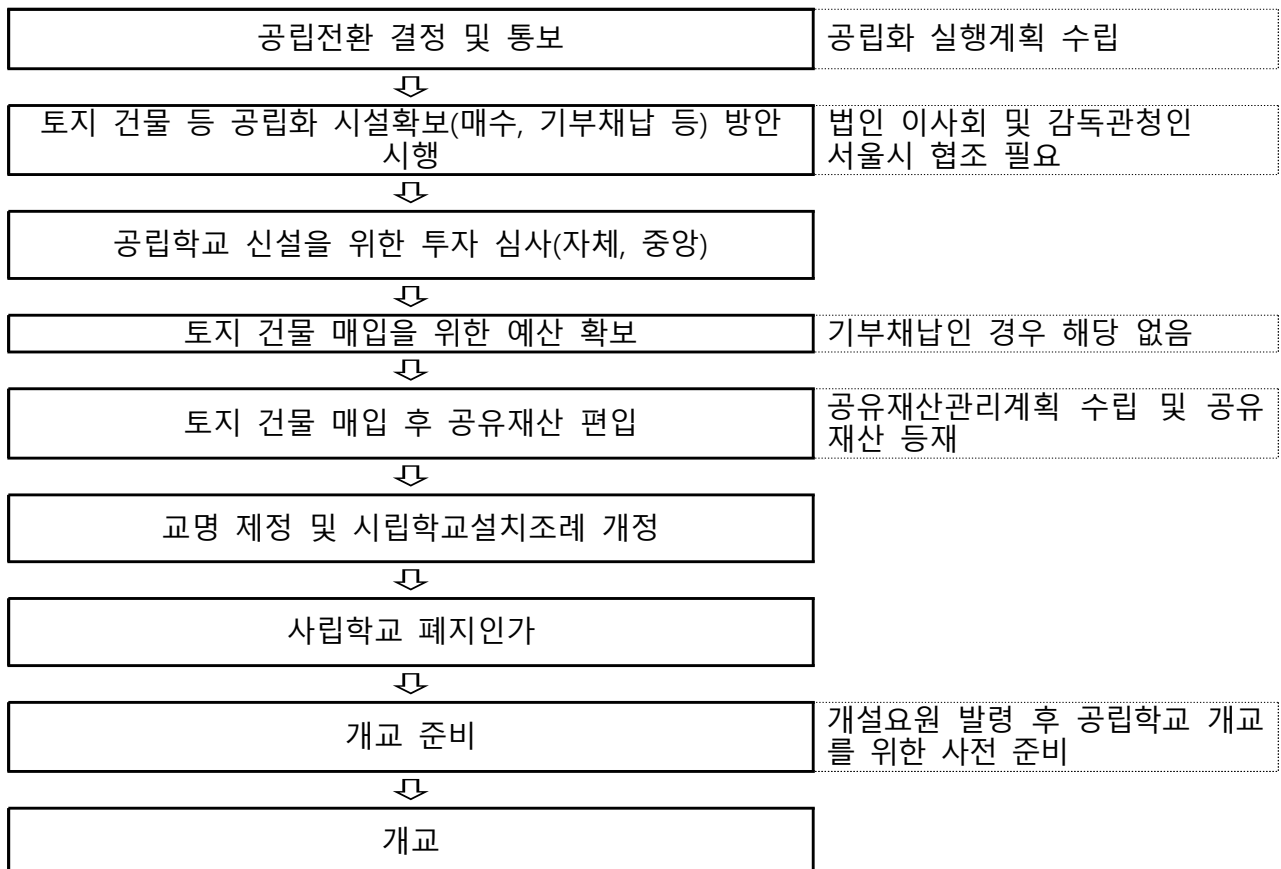 공립전환 결정 및 통보
공립화 실행계획 수립
토지 건물 등 공립화 시설확보(매수, 기부채납 등) 방안
시행
법인 이사회 및 감독관청인
서울시 협조 필요
공립학교 신설을 위한 투자 심사(자체, 중앙)
토지 건물 매입을 위한 예산 확보
기부채납인 경우 해당 없음
토지 건물 매입 후 공유재산 편입
공유재산관리계획 수립 및 공유
재산 등재
교명 제정 및 시립학교설치조례 개정
사립학교 폐지인가
개교 준비
개설요원 발령 후 공립학교 개교
를 위한 사전 준비
개교